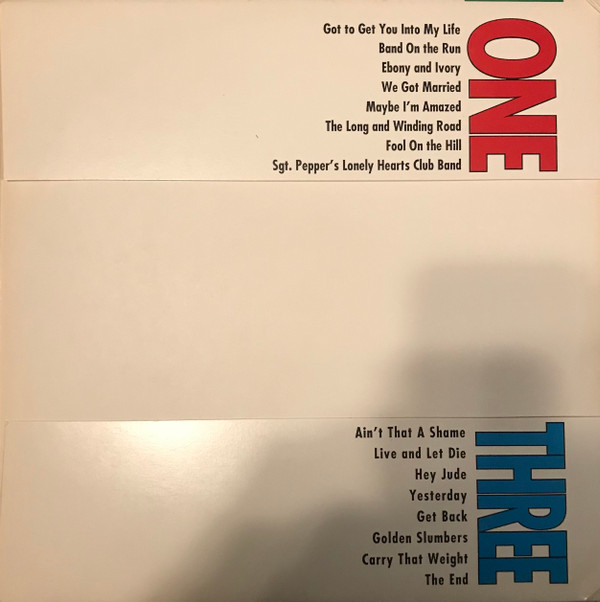 Got to Get You Into My Life
Band On the Run
Ebony and Ivory
We Got Married
Maybe I'm Amazed
The Long and Winding Road
Fool On the Hill
Sgt. Pepper's Lonely Hearts Club Band
ONE
Ain't That A Shame
Live and Let Die
Hey Jude
Yesterday
Get Back
Golden Slumbers
Carry That Weight
The End
THREE